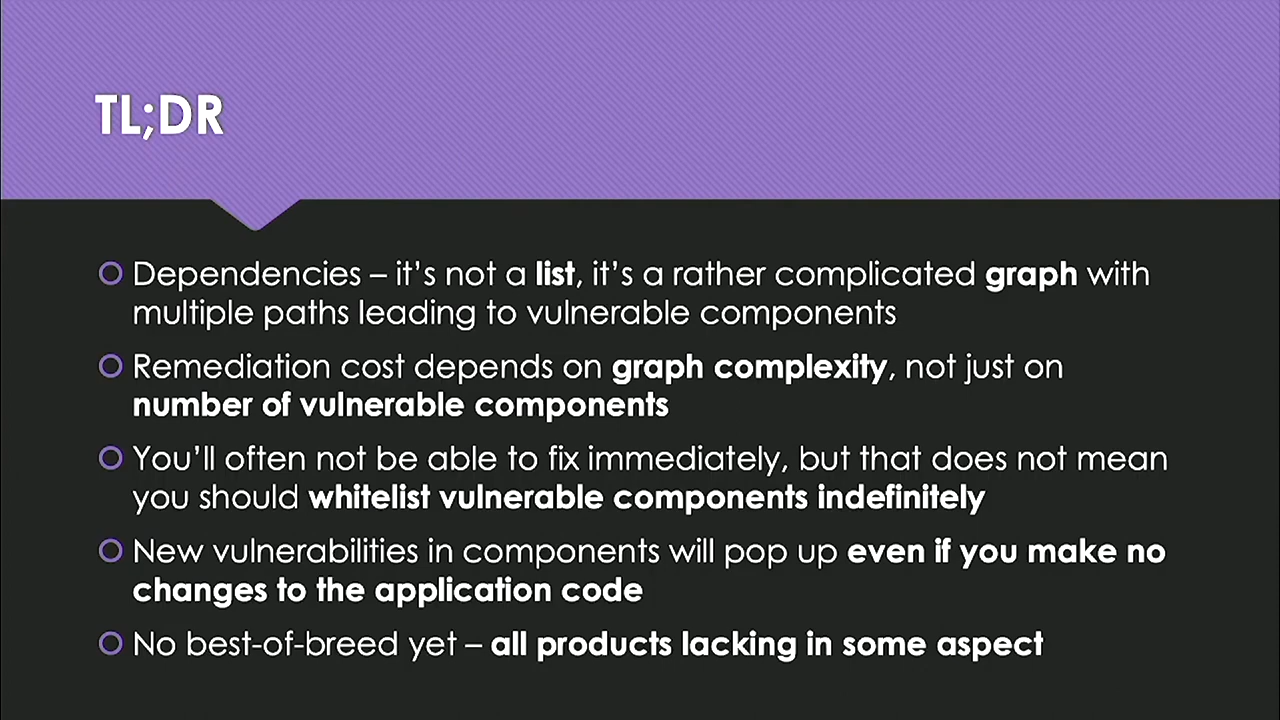 TL;DR
Dependencies – it’s not a list, it’s a rather complicated graph with
multiple paths leading to vulnerable components
Remediation cost depends on graph complexity, not just on
number of vulnerable components
You’ll often not be able to fix immediately, but that does not mean
you should whitelist vulnerable components indefinitely
New vulnerabilities in components will pop up even if you make no
changes to the application code
No best-of-breed yet – all products lacking in some aspect